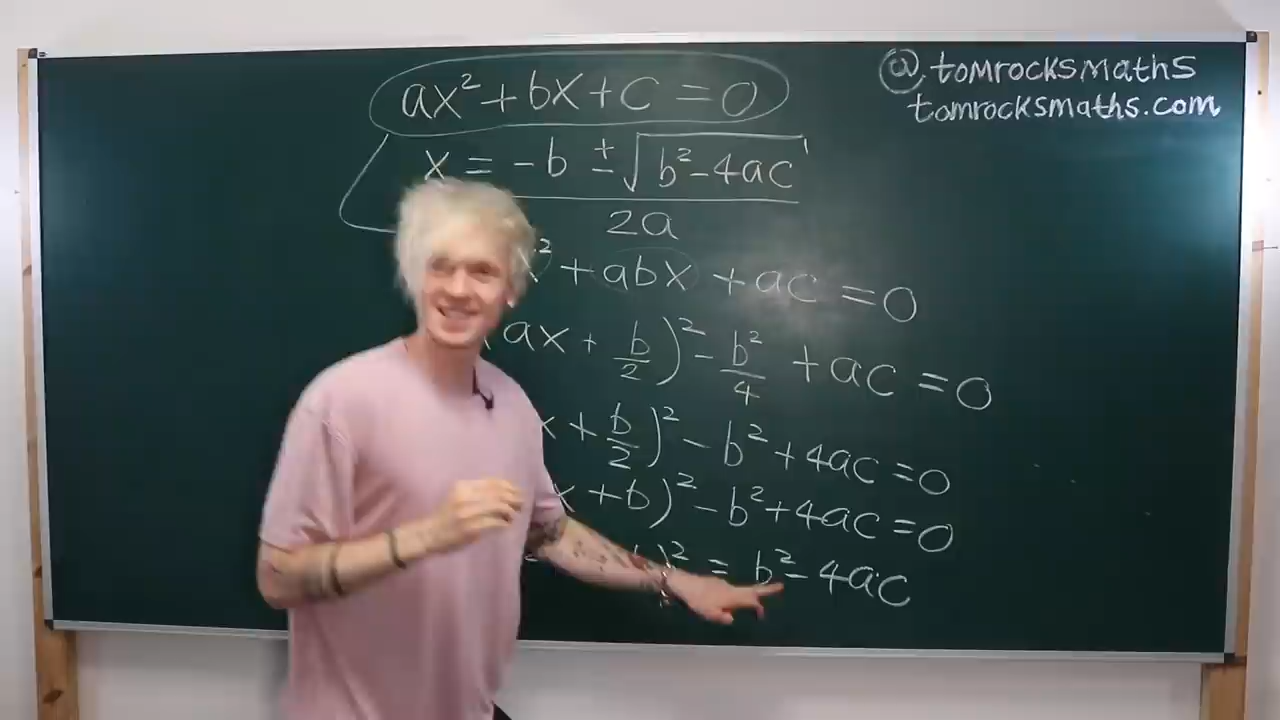 ax² + bx + c = 0
@tomrocksmaths
tomrocksmaths.com
x = -b ± √b² - 4ac
2a
² + abx + ac = 0
ax + b/2)² - b²/4 + ac = 0
x + b/2)² - b² + 4ac = 0
x + b)² - b² + 4ac = 0
)² = b² - 4ac